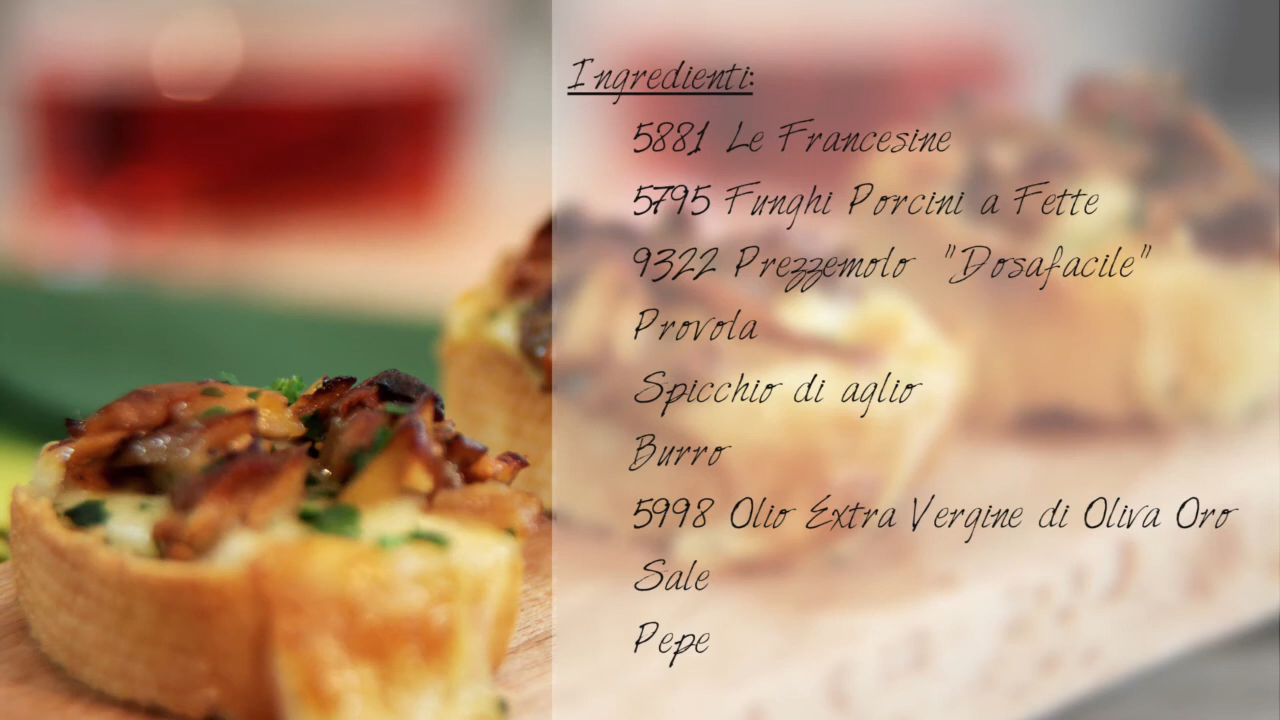 Ingredienti:
5881 Le Francesine
5795 Funghi Porcini a Fette
9322 Prezzemolo "Dosafacile"
Provola
Spicchio di aglio
Burro
5998 Olio Extra Vergine di Oliva Oro
Sale
Pepe